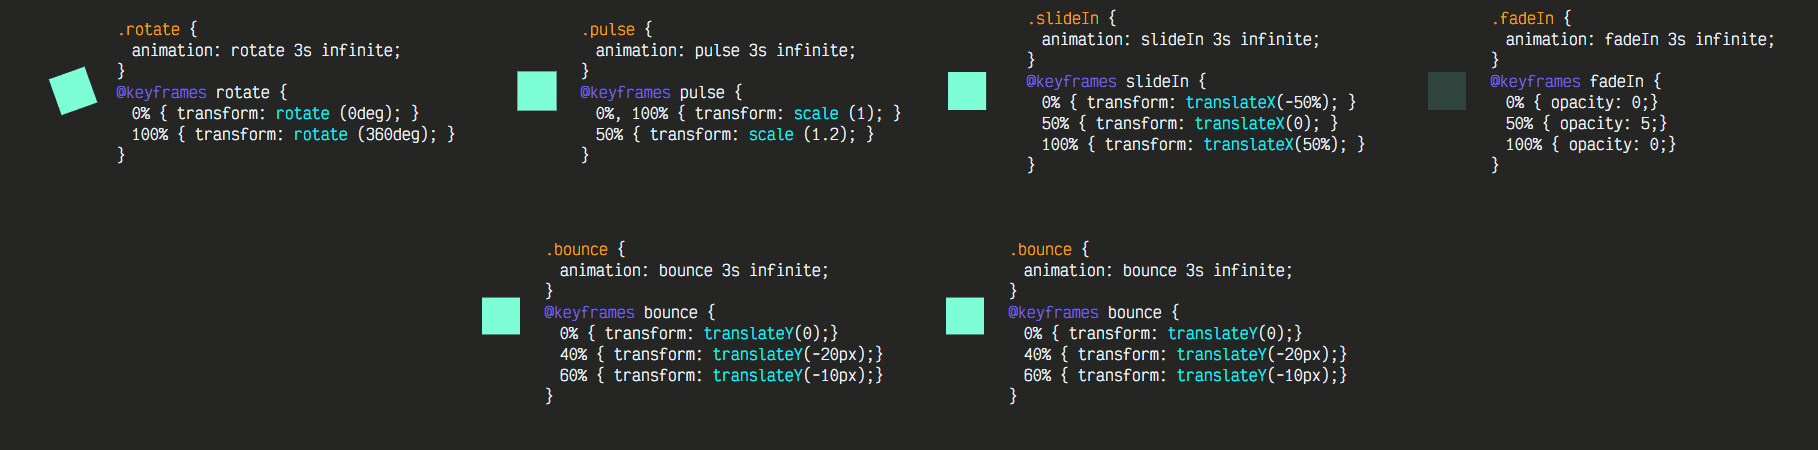 .rotate {
animation: rotate 3s infinite;
}
@keyframes rotate {
0% { transform: rotate (0deg); }
100% { transform: rotate (360deg); }
}
.pulse {
animation: pulse 3s infinite;
}
@keyframes pulse {
0%, 100% { transform: scale (1); }
50% { transform: scale (1.2); }
}
.slideIn {
animation: slideIn 3s infinite;
}
@keyframes slideIn {
0% { transform: translateX(-50%); }
50% { transform: translateX(0); }
100% { transform: translateX(50%); }
}
.fadeIn {
animation: fadeIn 3s infinite;
}
@keyframes fadeIn {
0% { opacity: 0;}
50% { opacity: 5;}
100% { opacity: 0;}
}
.bounce {
animation: bounce 3s infinite;
}
@keyframes bounce {
0% { transform: translateY(0);}
40% { transform: translateY(-20px);}
60% { transform: translateY(-10px);}
}
.bounce {
animation: bounce 3s infinite;
}
@keyframes bounce {
0% { transform: translateY(0);}
40% { transform: translateY(-20px);}
60% { transform: translateY(-10px);}
}